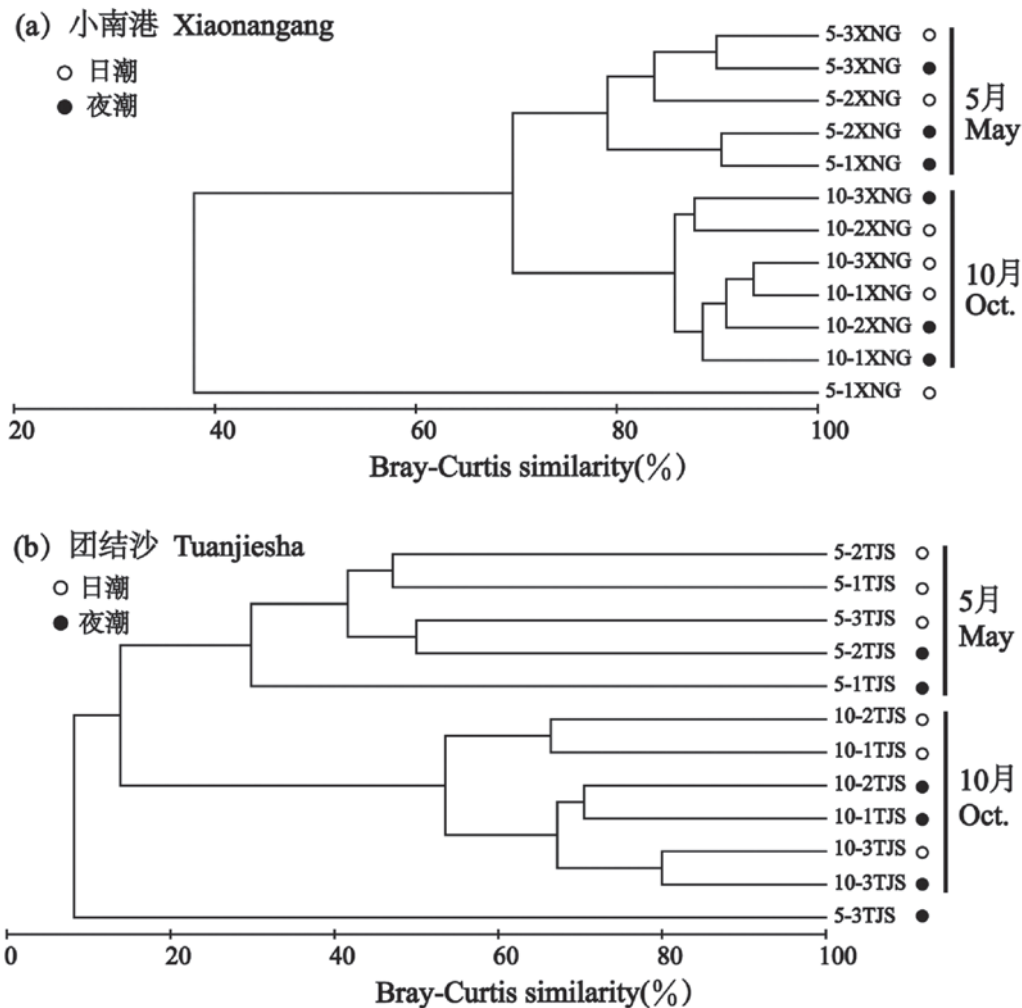 (a) 小南港 Xiaonangang
日潮
夜潮
5-3XNG
5-3XNG
5-2XNG
5-2XNG
5-1XNG
10-3XNG
10-2XNG
10-3XNG
10-1XNG
10-2XNG
10-1XNG
5-1XNG
5月
May
10月
Oct.
20 40 60 80 100
Bray-Curtis similarity(%)
(b) 团结沙 Tuanjiesha
日潮
夜潮
5-2TJS
5-1TJS
5-3TJS
5-2TJS
5-1TJS
10-2TJS
10-1TJS
10-2TJS
10-1TJS
10-3TJS
10-3TJS
5-3TJS
5月
May
10月
Oct.
0 20 40 60 80 100
Bray-Curtis similarity(%)